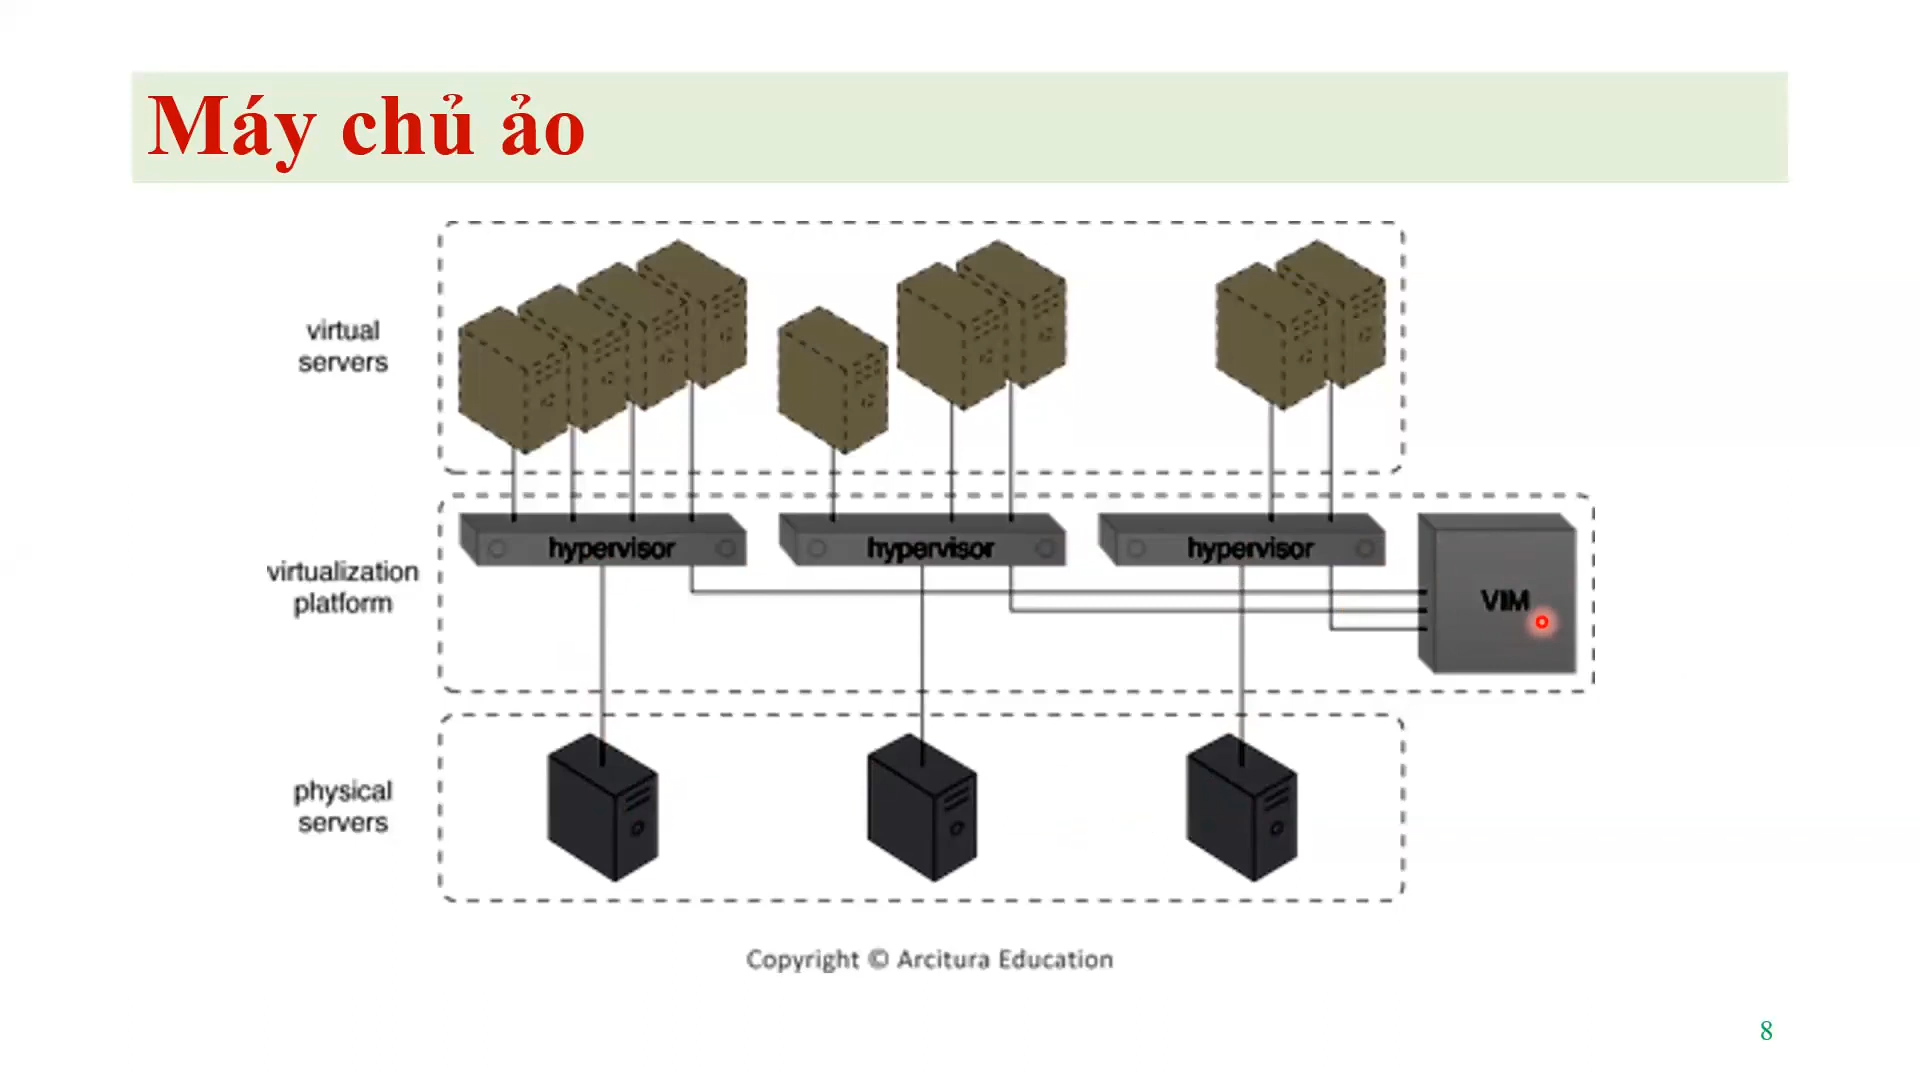 Máy chủ ảo
virtual
servers
hypervisor
hypervisor
hypervisor
virtualization
platform
VIM
physical
servers
Copyright © Arcitura Education
8